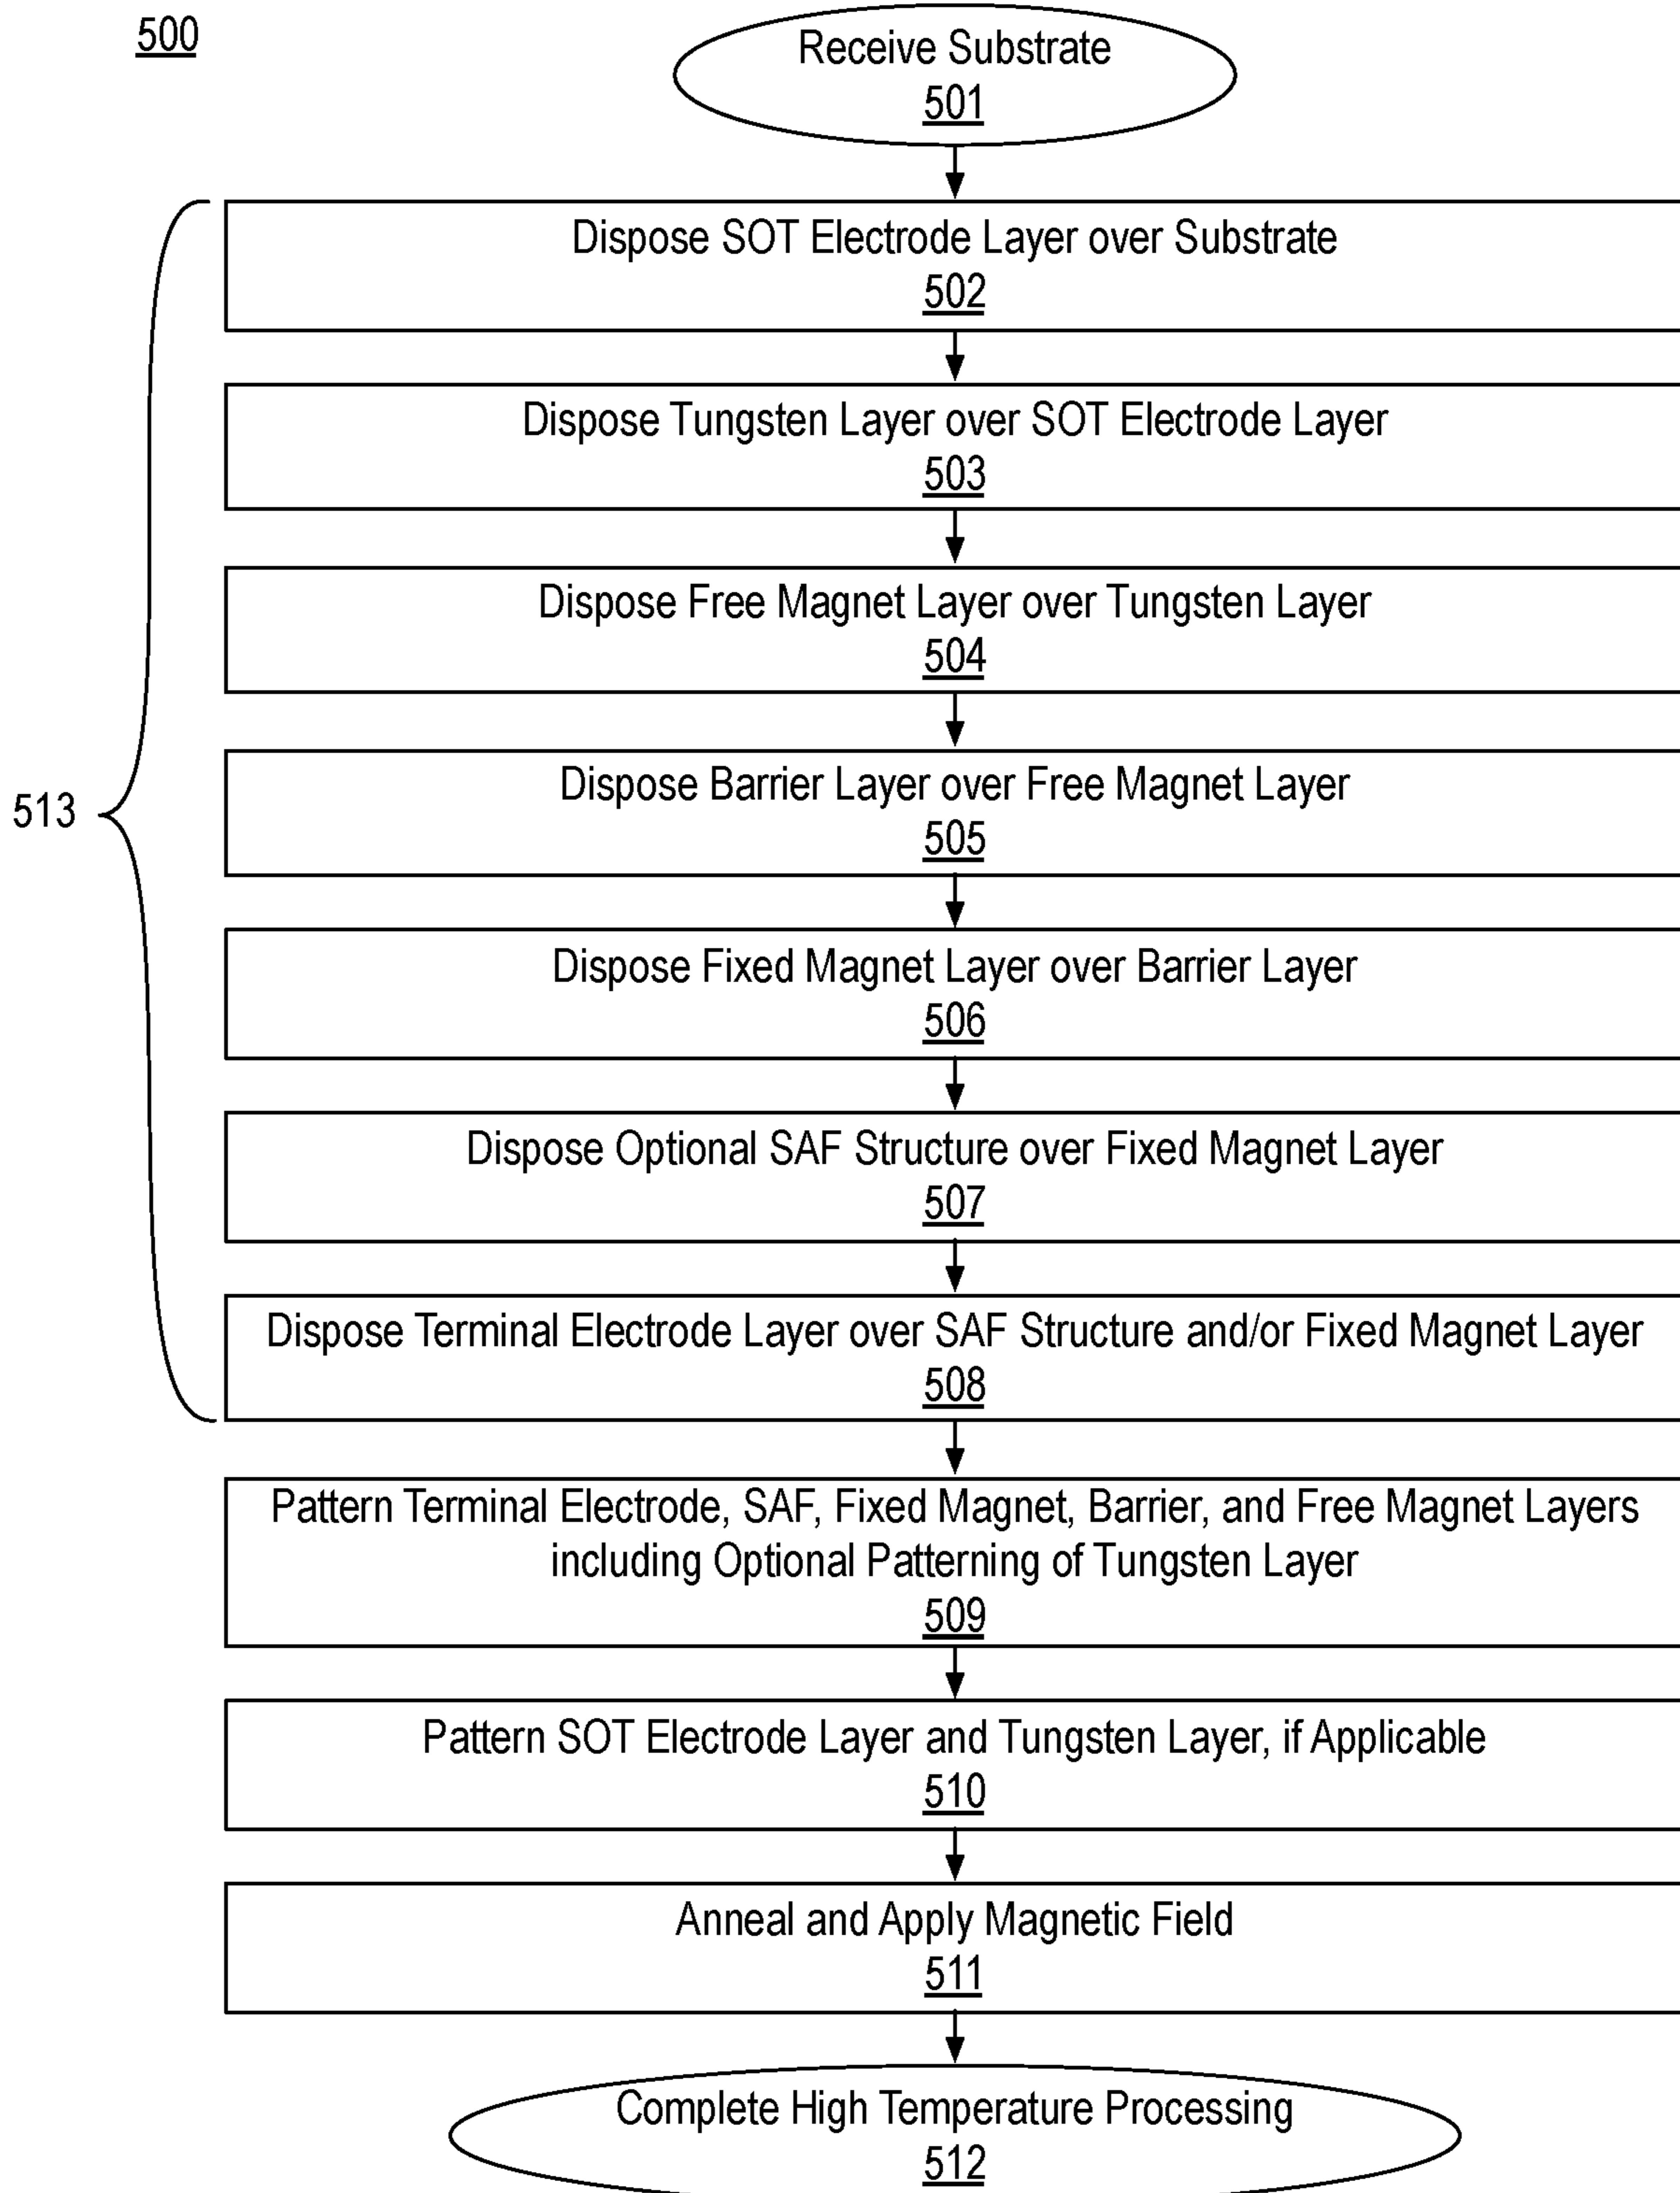 500
Receive Substrate
501
Dispose SOT Electrode Layer over Substrate
502
Dispose Tungsten Layer over SOT Electrode Layer
503
Dispose Free Magnet Layer over Tungsten Layer
504
Dispose Barrier Layer over Free Magnet Layer
505
513
Dispose Fixed Magnet Layer over Barrier Layer
506
Dispose Optional SAF Structure over Fixed Magnet Layer
507
Dispose Terminal Electrode Layer over SAF Structure and/or Fixed Magnet Layer
508
Pattern Terminal Electrode, SAF, Fixed Magnet, Barrier, and Free Magnet Layers
including Optional Patterning of Tungsten Layer
509
Pattern SOT Electrode Layer and Tungsten Layer, if Applicable
510
Anneal and Apply Magnetic Field
511
Complete High Temperature Processing
512